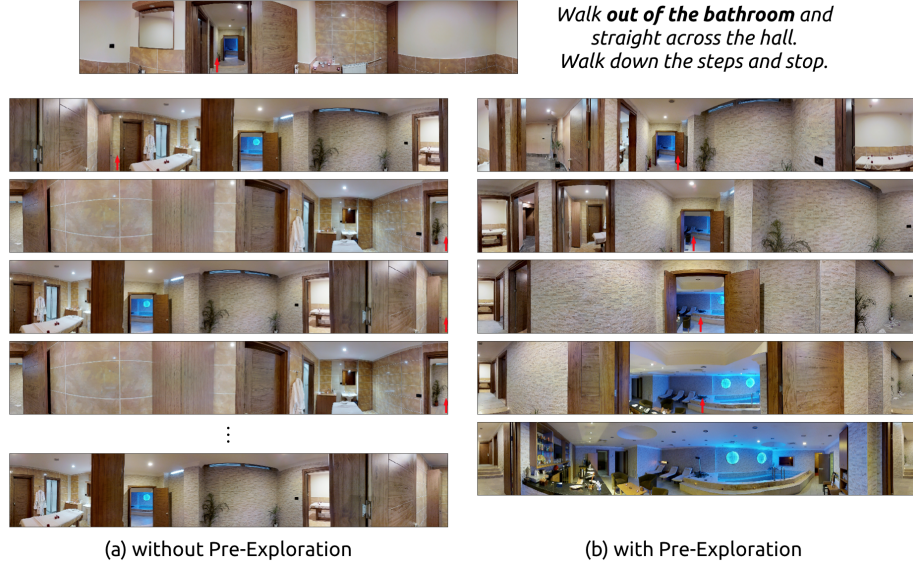 Walk out of the bathroom and
straight across the hall.
Walk down the steps and stop.
(a) without Pre-Exploration
(b) with Pre-Exploration